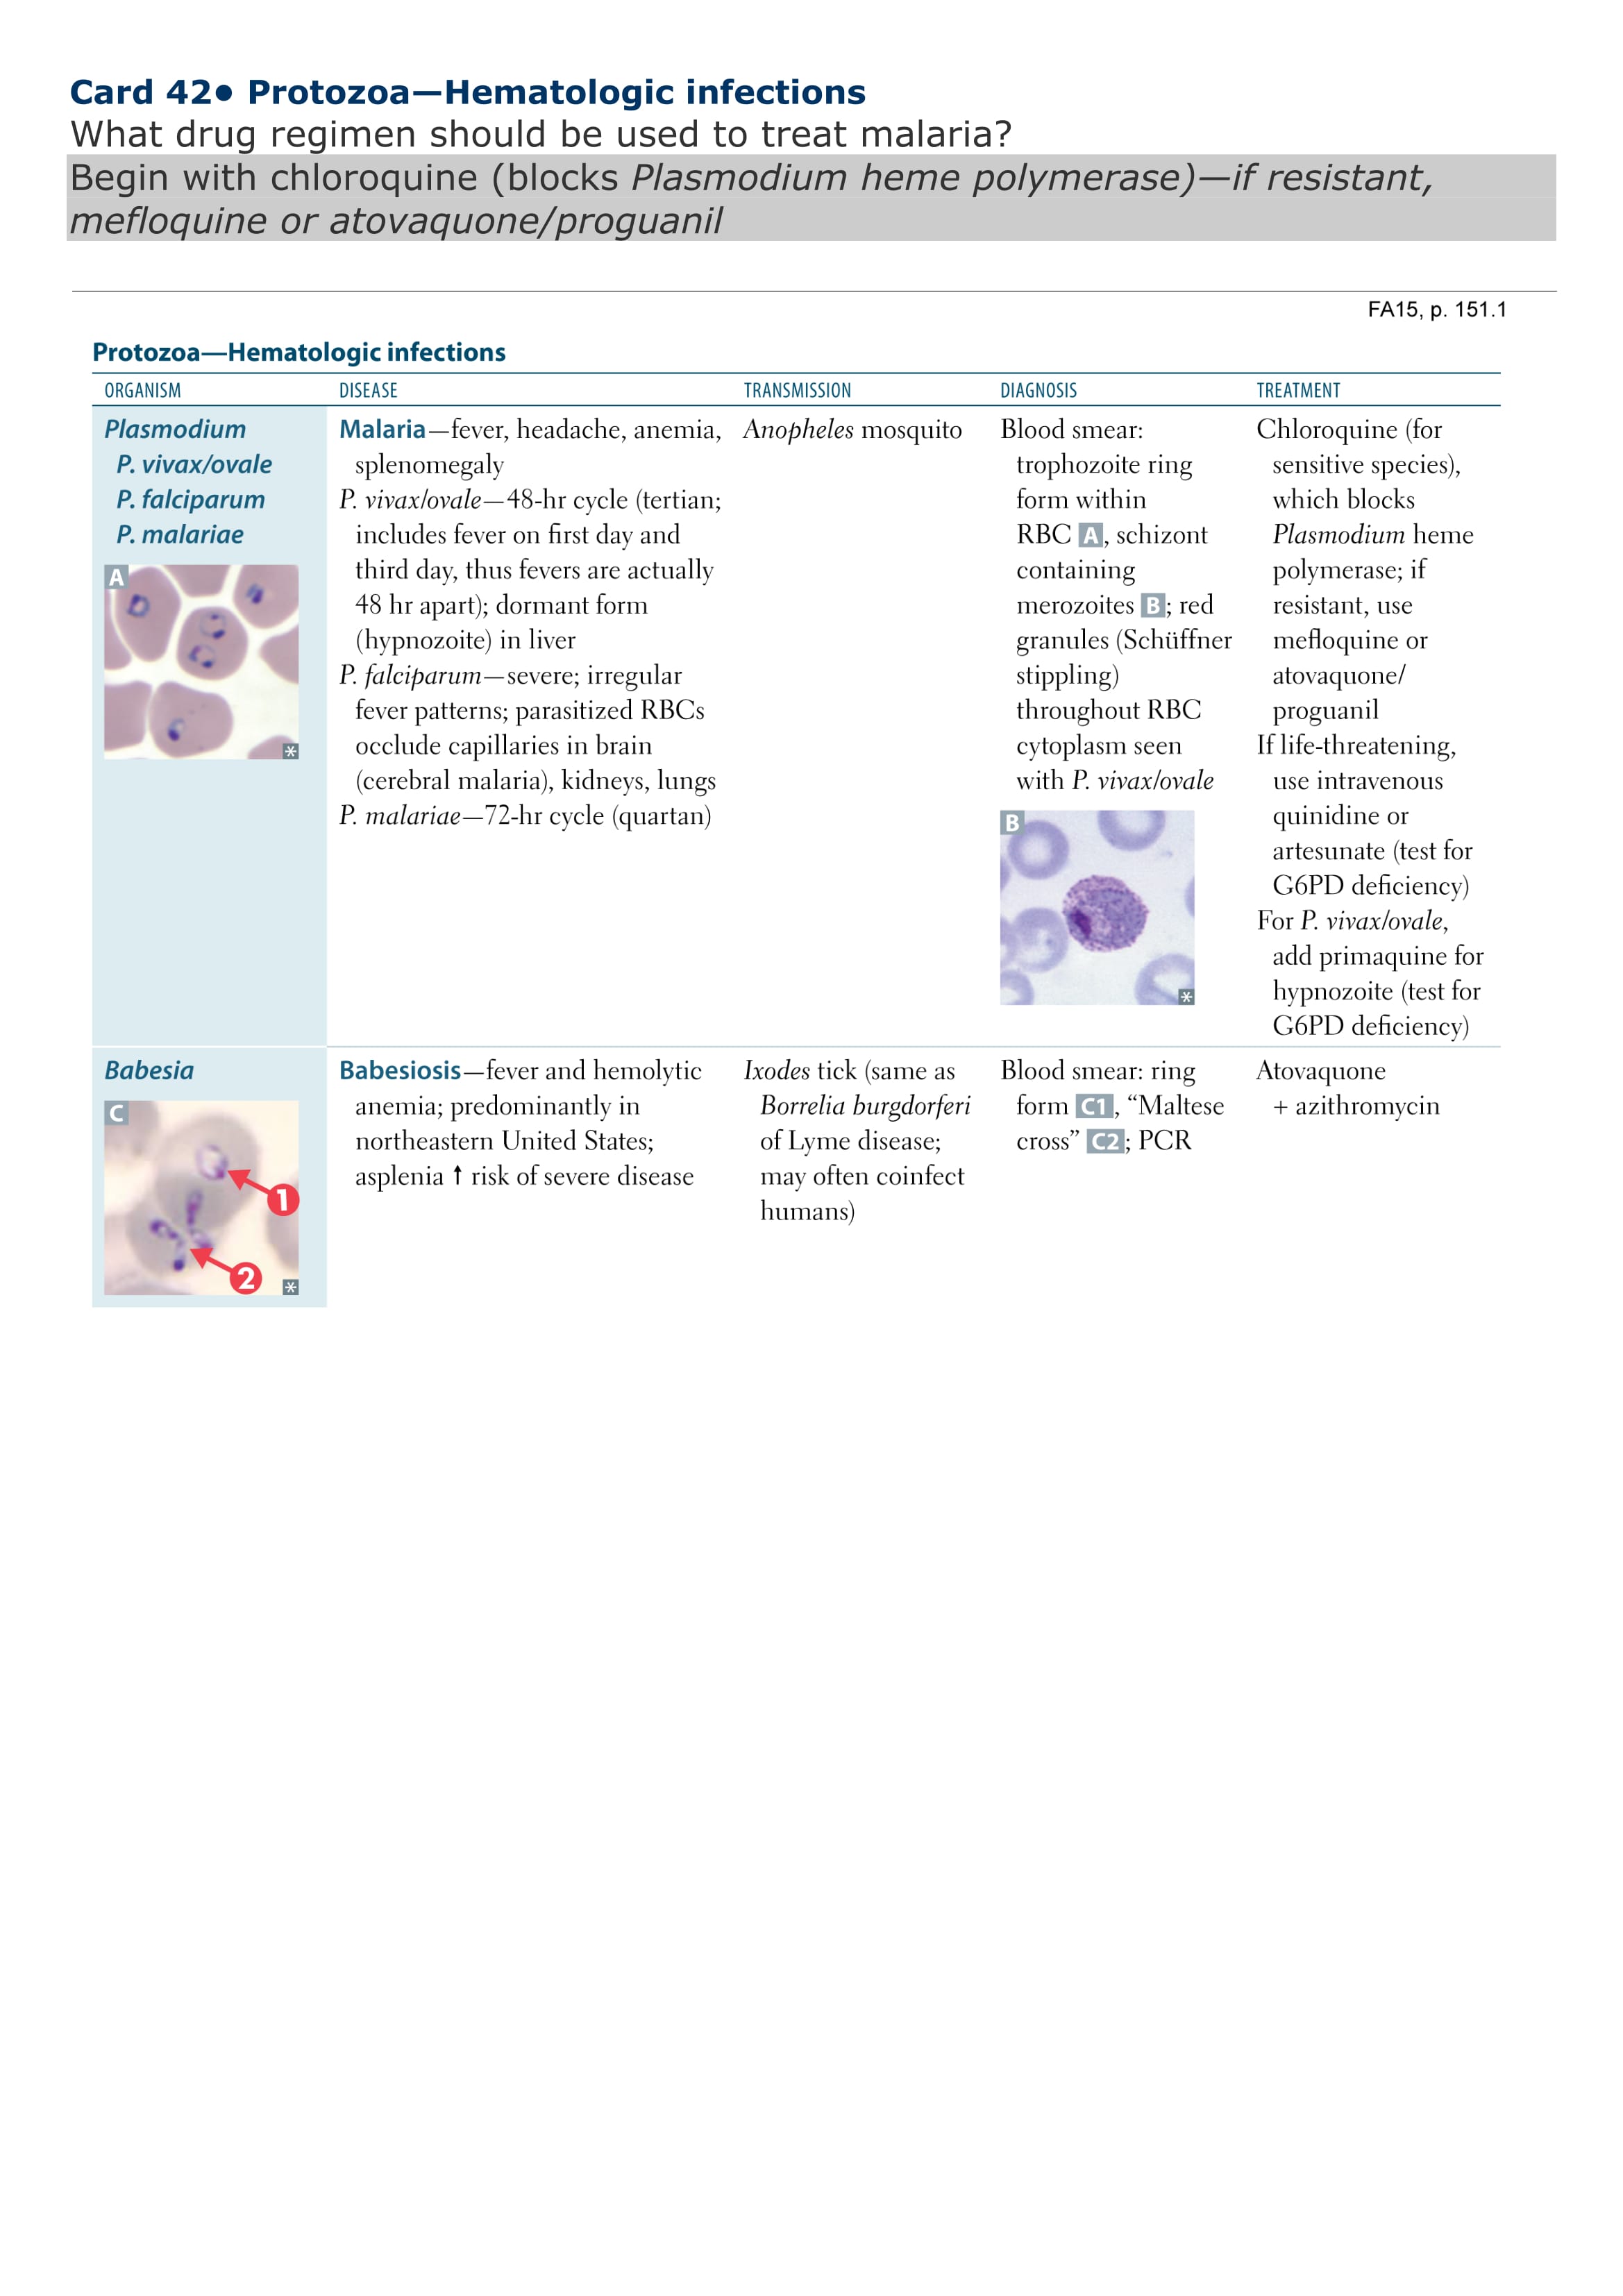 Card 42● Protozoa—Hematologic infections
What drug regimen should be used to treat malaria?
Begin with chloroquine (blocks Plasmodium heme polymerase)—if resistant,
mefloquine or atovaquone/proguanil
FA15, p. 151.1
Protozoa—Hematologic infections
ORGANISM
DISEASE
TRANSMISSION
DIAGNOSIS
TREATMENT
Plasmodium
P. vivax/ovale
P. falciparum
P. malariae
A
*
Malaria—fever, headache, anemia,
splenomegaly
P. vivax/ovale—48-hr cycle (tertian;
includes fever on first day and
third day, thus fevers are actually
48 hr apart); dormant form
(hypnozoite) in liver
P. falciparum—severe; irregular
fever patterns; parasitized RBCs
occlude capillaries in brain
(cerebral malaria), kidneys, lungs
P. malariae—72-hr cycle (quartan)
Anopheles mosquito
Blood smear:
trophozoite ring
form within
RBC A, schizont
containing
merozoites B; red
granules (Schüffner
stippling)
throughout RBC
cytoplasm seen
with P. vivax/ovale
B
*
Chloroquine (for
sensitive species),
which blocks
Plasmodium heme
polymerase; if
resistant, use
mefloquine or
atovaquone/
proguanil
If life-threatening,
use intravenous
quinidine or
artesunate (test for
G6PD deficiency)
For P. vivax/ovale,
add primaquine for
hypnozoite (test for
G6PD deficiency)
Babesia
C
1
2
*
Babesiosis—fever and hemolytic
anemia; predominantly in
northeastern United States;
asplenia ↑ risk of severe disease
Ixodes tick (same as
Borrelia burgdorferi
of Lyme disease;
may often coinfect
humans)
Blood smear: ring
form C1, “Maltese
cross” C2; PCR
Atovaquone
+ azithromycin